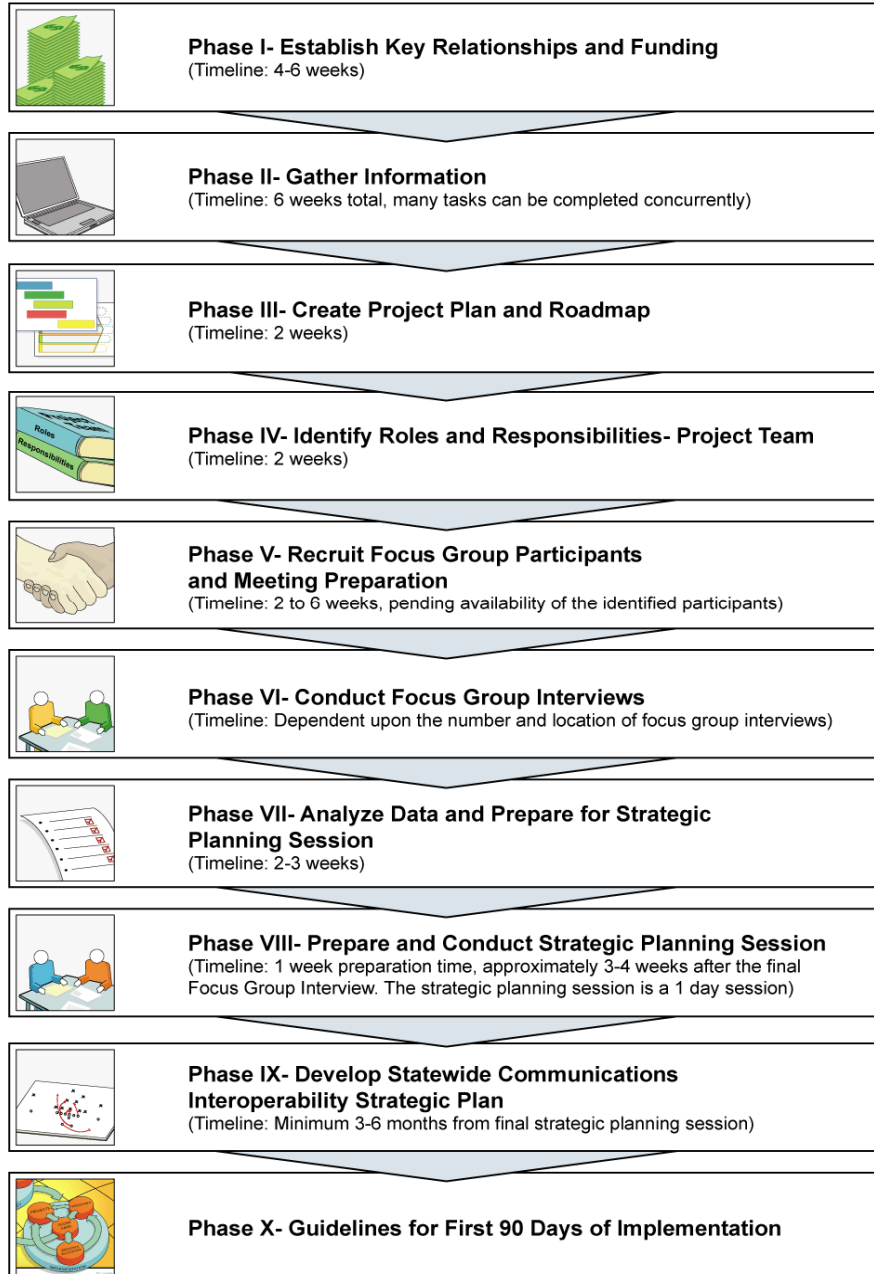 Phase I- Establish Key Relationships and Funding
(Timeline: 4-6 weeks)
Phase II- Gather Information
(Timeline: 6 weeks total, many tasks can be completed concurrently)
Phase III- Create Project Plan and Roadmap
(Timeline: 2 weeks)
Roles
Responsibilities
Phase IV- Identify Roles and Responsibilities- Project Team
(Timeline: 2 weeks)
Phase V- Recruit Focus Group Participants
and Meeting Preparation
(Timeline: 2 to 6 weeks, pending availability of the identified participants)
Phase VI- Conduct Focus Group Interviews
(Timeline: Dependent upon the number and location of focus group interviews)
Phase VII- Analyze Data and Prepare for Strategic
Planning Session
(Timeline: 2-3 weeks)
Phase VIII- Prepare and Conduct Strategic Planning Session
(Timeline: 1 week preparation time, approximately 3-4 weeks after the final
Focus Group Interview. The strategic planning session is a 1 day session)
Phase IX- Develop Statewide Communications
Interoperability Strategic Plan
(Timeline: Minimum 3-6 months from final strategic planning session)
Phase X- Guidelines for First 90 Days of Implementation